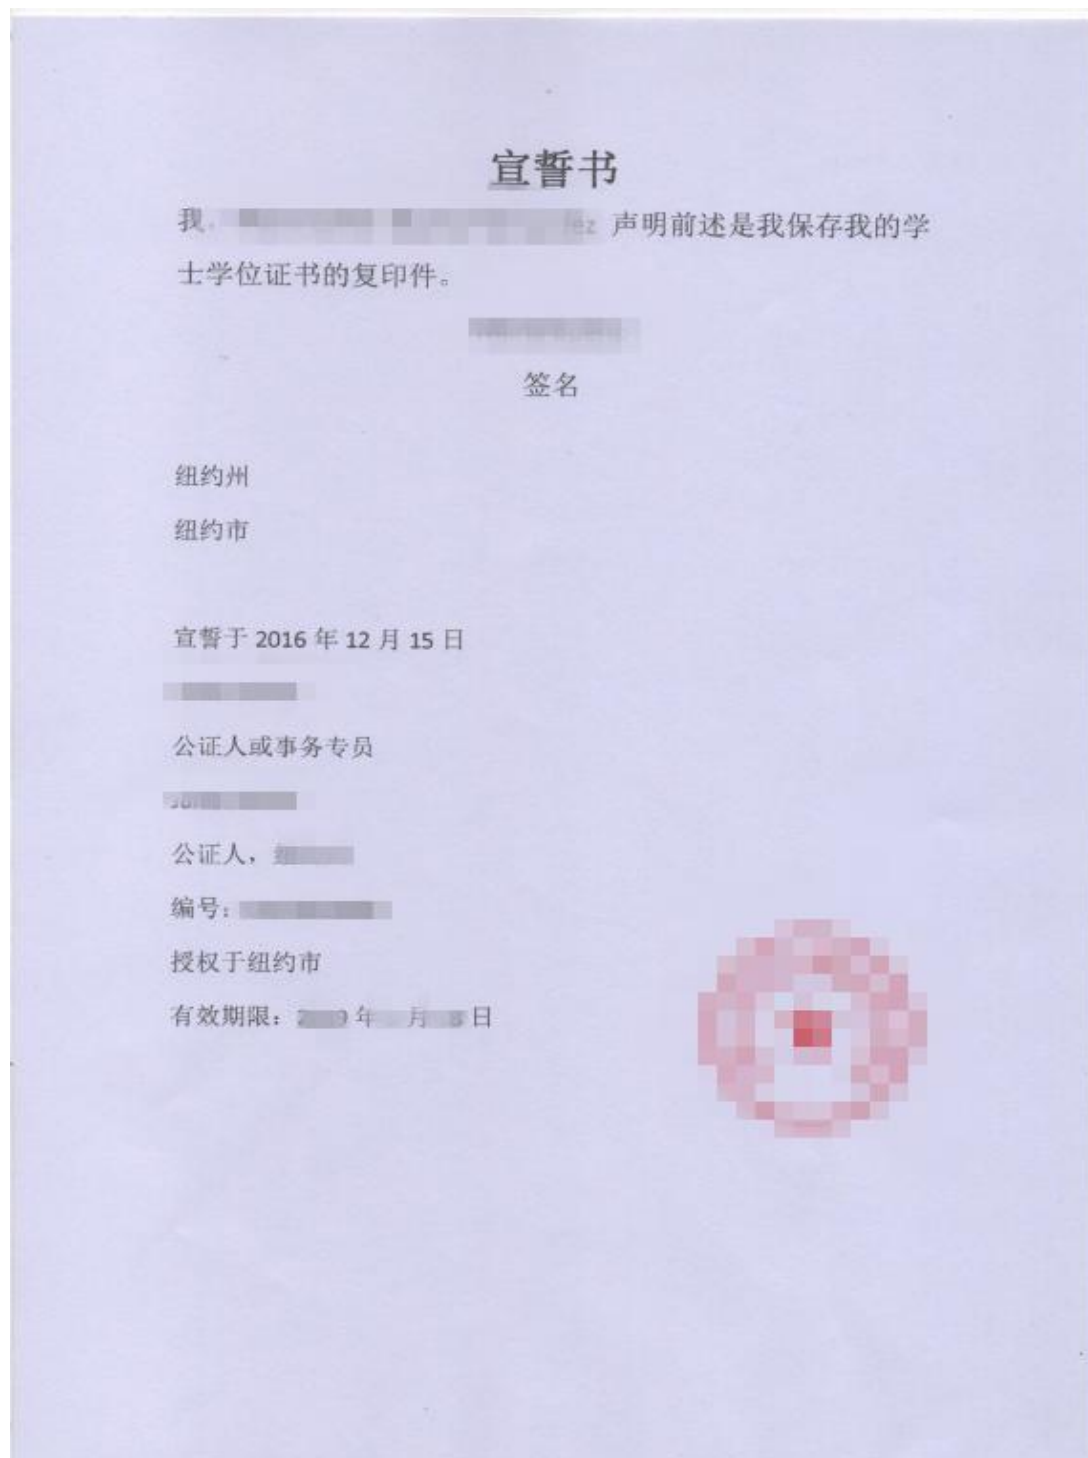 宣誓书
我, 声明前述是我保存我的学
士学位证书的复印件。
签名
纽约州
纽约市
宣誓于 2016 年 12 月 15 日
公证人或事务专员
公证人，
编号：
授权于纽约市
有效期限： 年 月 日